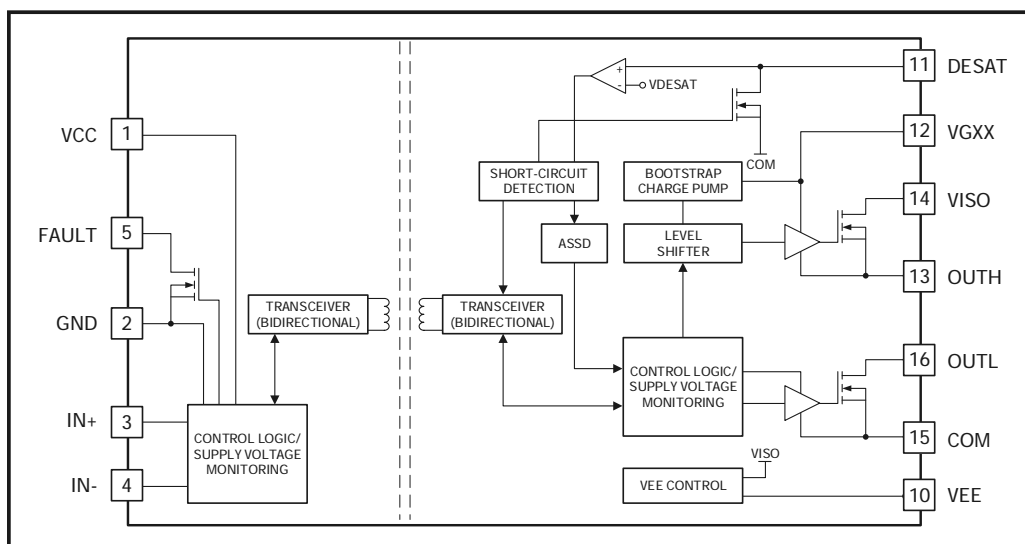 11 DESAT
+
-
VDESAT
12 VGXX
VCC 1
COM
SHORT-CIRCUIT
DETECTION
BOOTSTRAP
CHARGE PUMP
14 VISO
FAULT 5
ASSD
LEVEL
SHIFTER
13 OUTH
TRANSCEIVER
(BIDIRECTIONAL)
TRANSCEIVER
(BIDIRECTIONAL)
GND 2
16 OUTL
CONTROL LOGIC/
SUPPLY VOLTAGE
MONITORING
IN+ 3
CONTROL LOGIC/
SUPPLY VOLTAGE
MONITORING
15 COM
VISO
IN- 4
VEE CONTROL
10 VEE